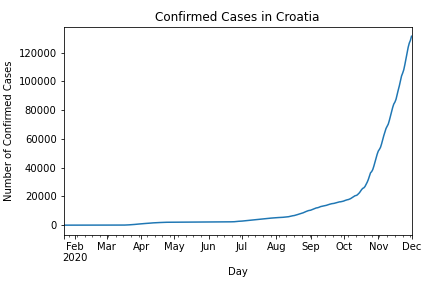 Confirmed Cases in Croatia
Number of Confirmed Cases
120000
100000
80000
60000
40000
20000
0
Feb Mar Apr May Jun Jul Aug Sep Oct Nov Dec
2020
Day